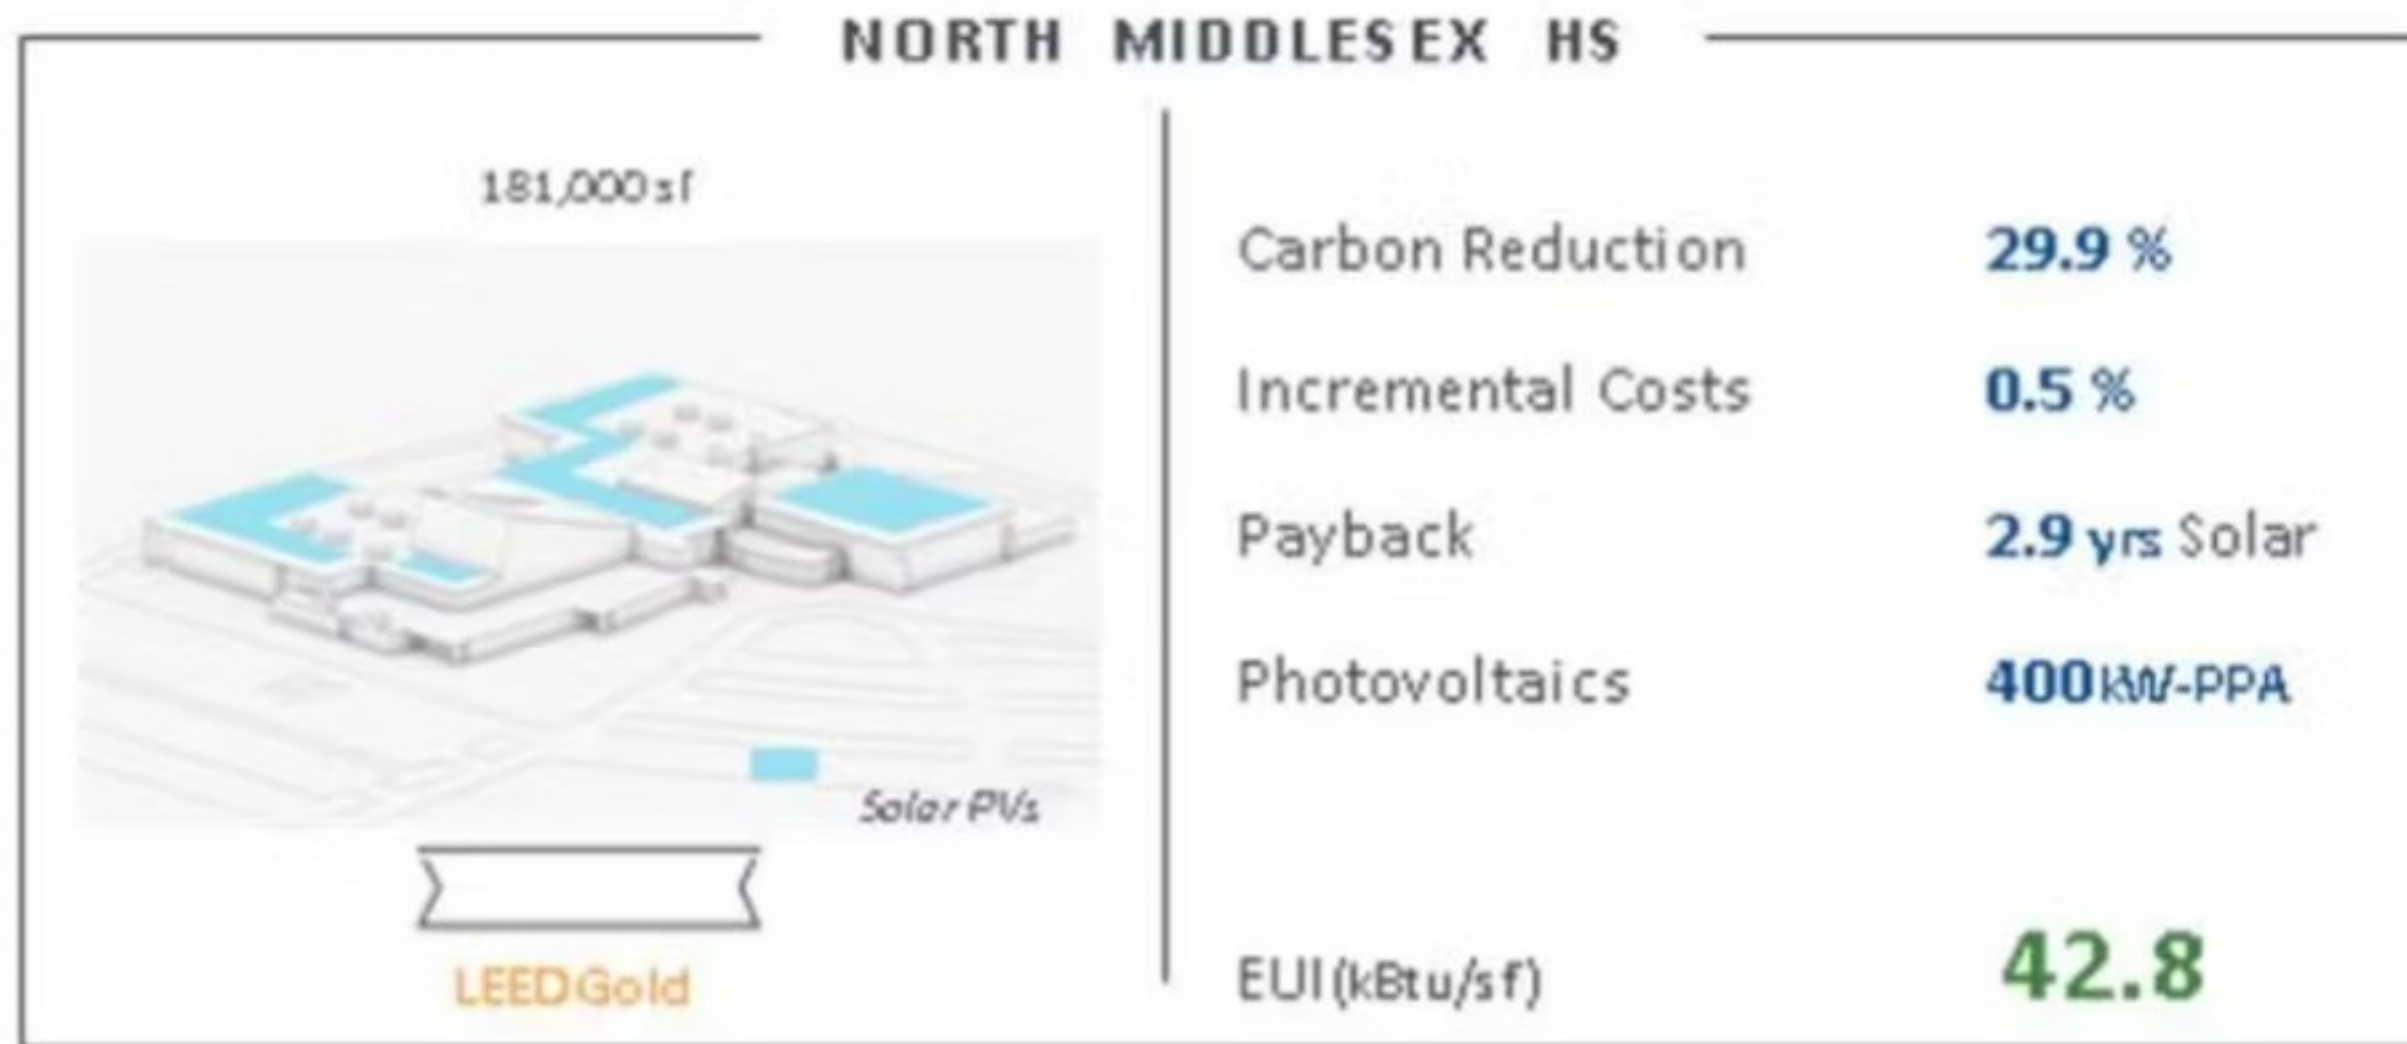 NORTH MIDDLESEX HS
181,000 sf
Solar PVs
LEED Gold
Carbon Reduction 29.9 %
Incremental Costs 0.5 %
Payback 2.9 yrs Solar
Photovoltaics 400 kW-PPA
EUI (kBtu/sf) 42.8